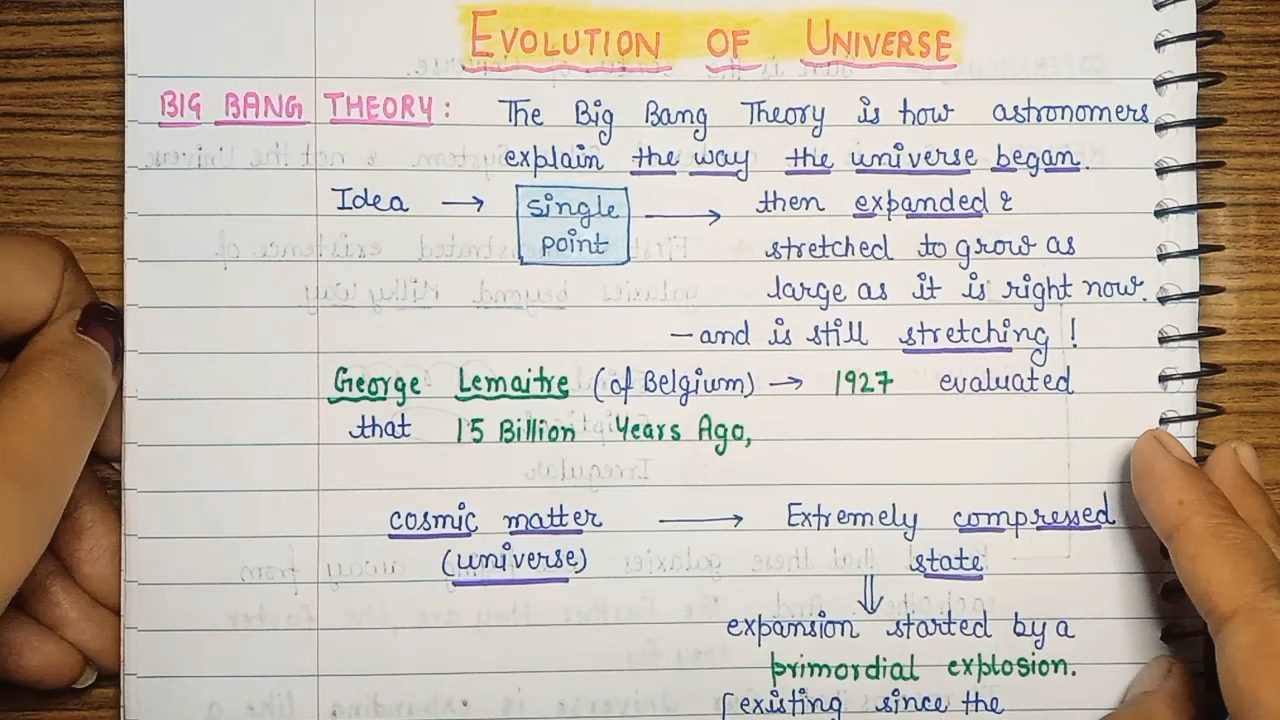 EVOLUTION OF UNIVERSE
BIG BANG THEORY: The Big Bang Theory is how astronomers
explain the way the universe began.
Idea → single point → then expanded &
stretched to grow as
large as it is right now.
— and is still stretching!
George Lemaitre (of Belgium) → 1927 evaluated
that 15 Billion Years Ago,
cosmic matter → Extremely compressed
(universe) state
⇓
expansion started by a
primordial explosion.
[existing since the